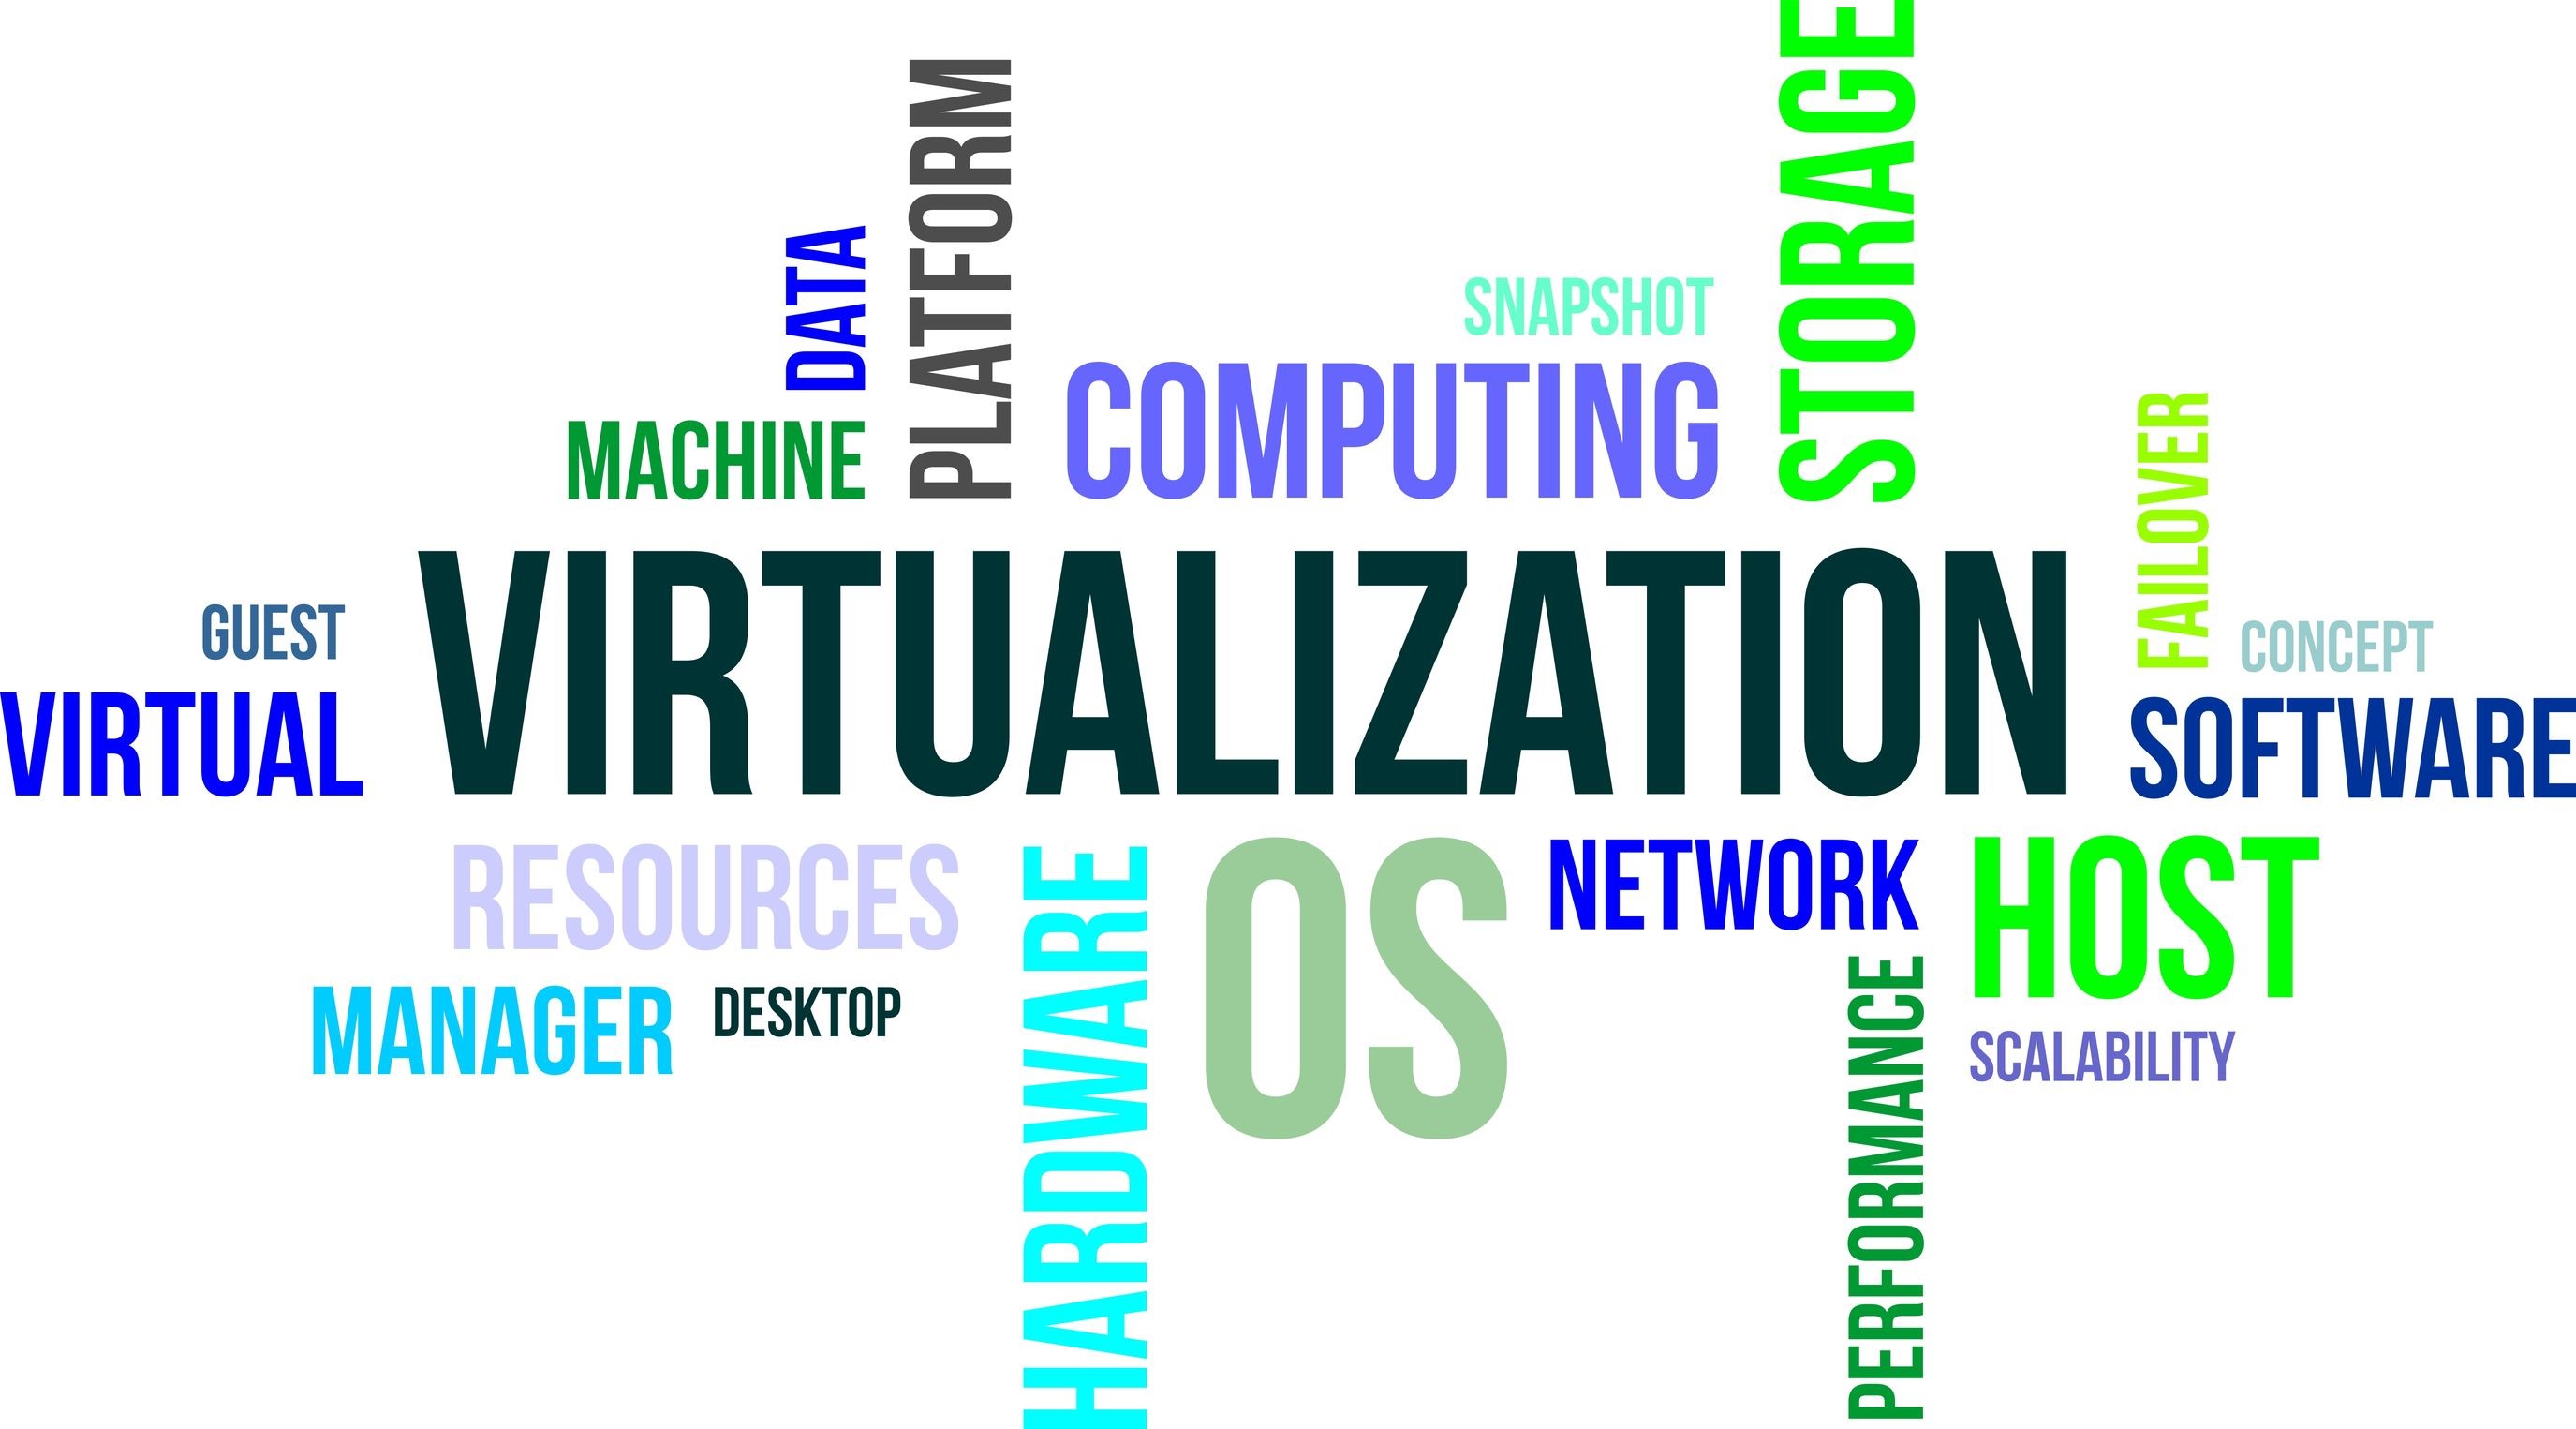 STORAGE
PLATFORM
DATA
SNAPSHOT
COMPUTING
MACHINE
FAILOVER
VIRTUALIZATION
GUEST
CONCEPT
VIRTUAL
SOFTWARE
RESOURCES
HARDWARE
OS
NETWORK
HOST
MANAGER
DESKTOP
PERFORMANCE
SCALABILITY